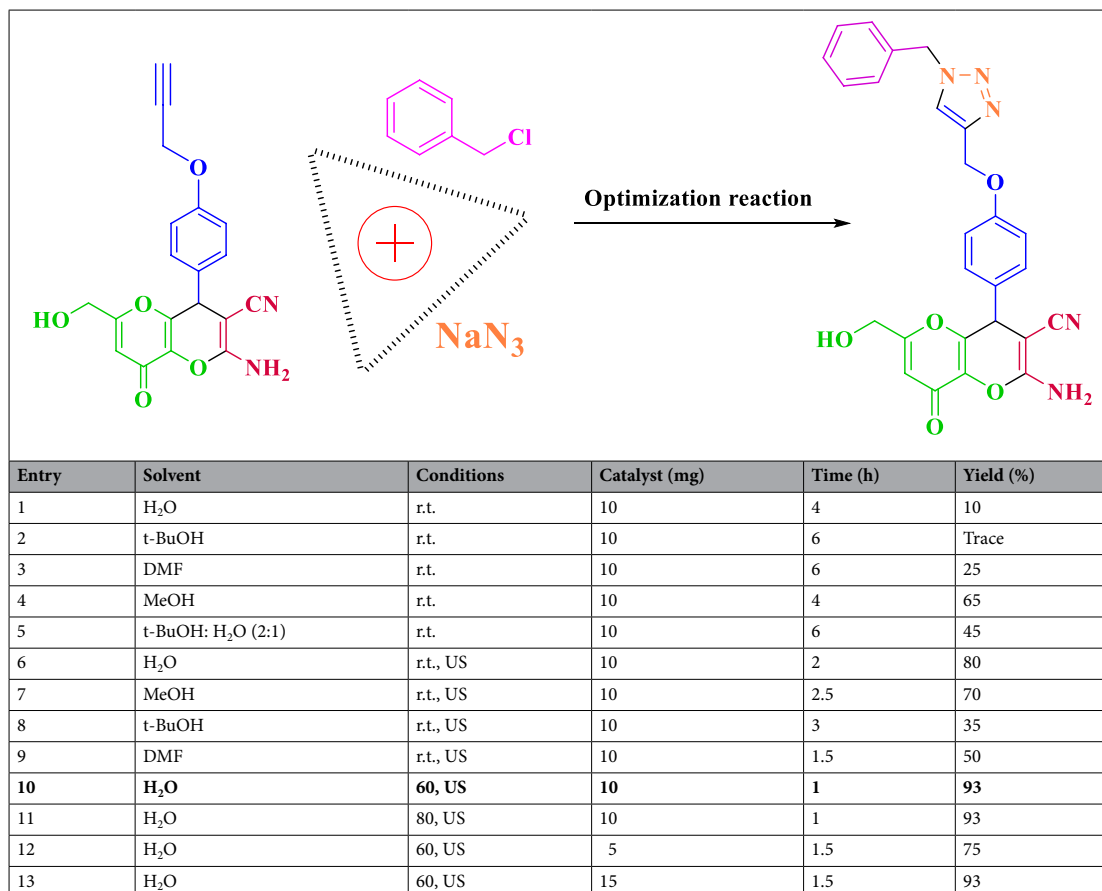 O
HO
O
O
O
CN
NH₂
Cl
NaN₃
Optimization reaction
N
N
N
O
HO
O
O
O
CN
NH₂
Entry Solvent Conditions Catalyst (mg) Time (h) Yield (%)
1 H₂O r.t. 10 4 10
2 t-BuOH r.t. 10 6 Trace
3 DMF r.t. 10 6 25
4 MeOH r.t. 10 4 65
5 t-BuOH: H₂O (2:1) r.t. 10 6 45
6 H₂O r.t., US 10 2 80
7 MeOH r.t., US 10 2.5 70
8 t-BuOH r.t., US 10 3 35
9 DMF r.t., US 10 1.5 50
10 H₂O 60, US 10 1 93
11 H₂O 80, US 10 1 93
12 H₂O 60, US 5 1.5 75
13 H₂O 60, US 15 1.5 93